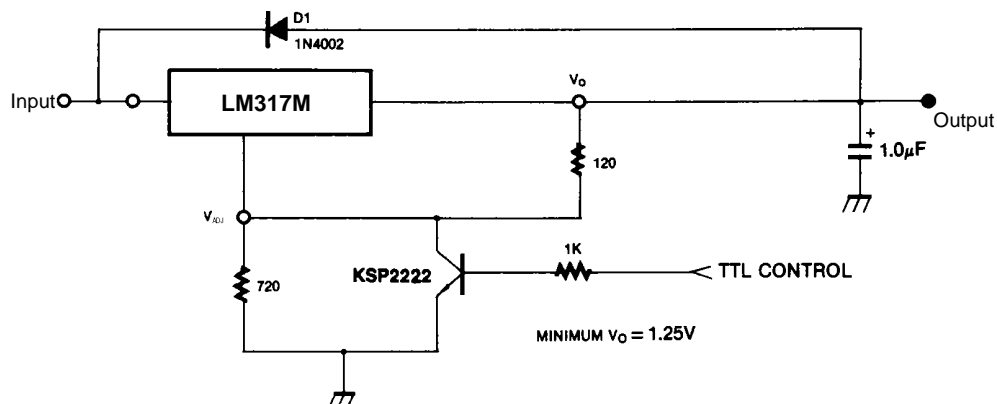 D1
1N4002
Input
LM317M
Vo
Output
120
+
1.0µF
VADJ
720
KSP2222
1K
TTL CONTROL
MINIMUM Vo = 1.25V